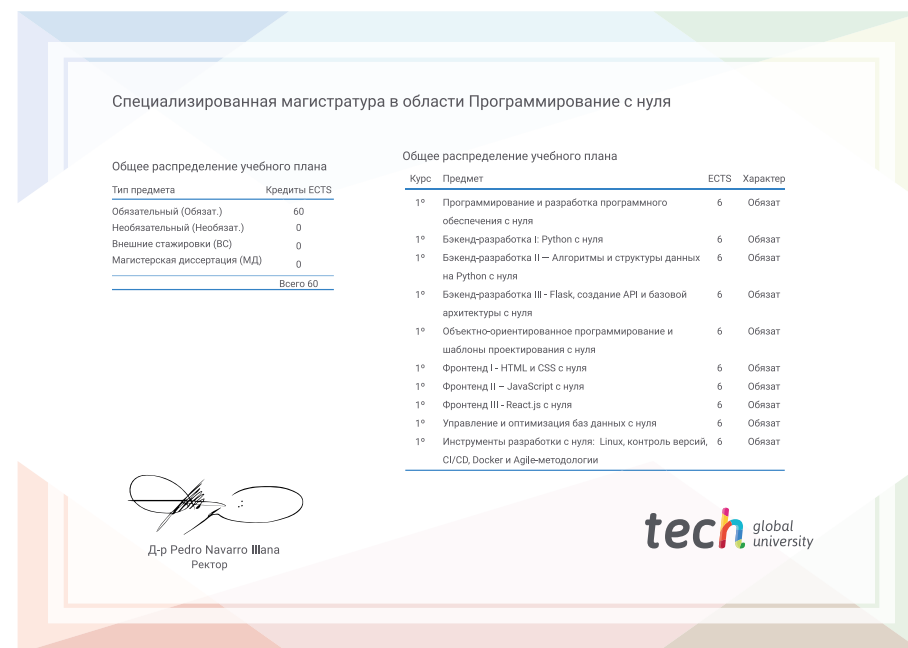 Специализированная магистратура в области Программирование с нуля
Общее распределение учебного плана
Тип предмета Кредиты ECTS
Обязательный (Обязат.) 60
Необязательный (Необязат.) 0
Внешние стажировки (ВС) 0
Магистерская диссертация (МД) 0
Всего 60
Общее распределение учебного плана
Курс Предмет ECTS Характер
1º Программирование и разработка программного 6 Обязат
обеспечения с нуля
1º Бэкенд-разработка I: Python с нуля 6 Обязат
1º Бэкенд-разработка II — Алгоритмы и структуры данных 6 Обязат
на Python с нуля
1º Бэкенд-разработка III - Flask, создание API и базовой 6 Обязат
архитектуры с нуля
1º Объектно-ориентированное программирование и 6 Обязат
шаблоны проектирования с нуля
1º Фронтенд I - HTML и CSS с нуля 6 Обязат
1º Фронтенд II – JavaScript с нуля 6 Обязат
1º Фронтенд III - React.js с нуля 6 Обязат
1º Управление и оптимизация баз данных с нуля 6 Обязат
1º Инструменты разработки с нуля: Linux, контроль версий, 6 Обязат
CI/CD, Docker и Agile-методологии
Д-р Pedro Navarro Illana
Ректор
tech global
university